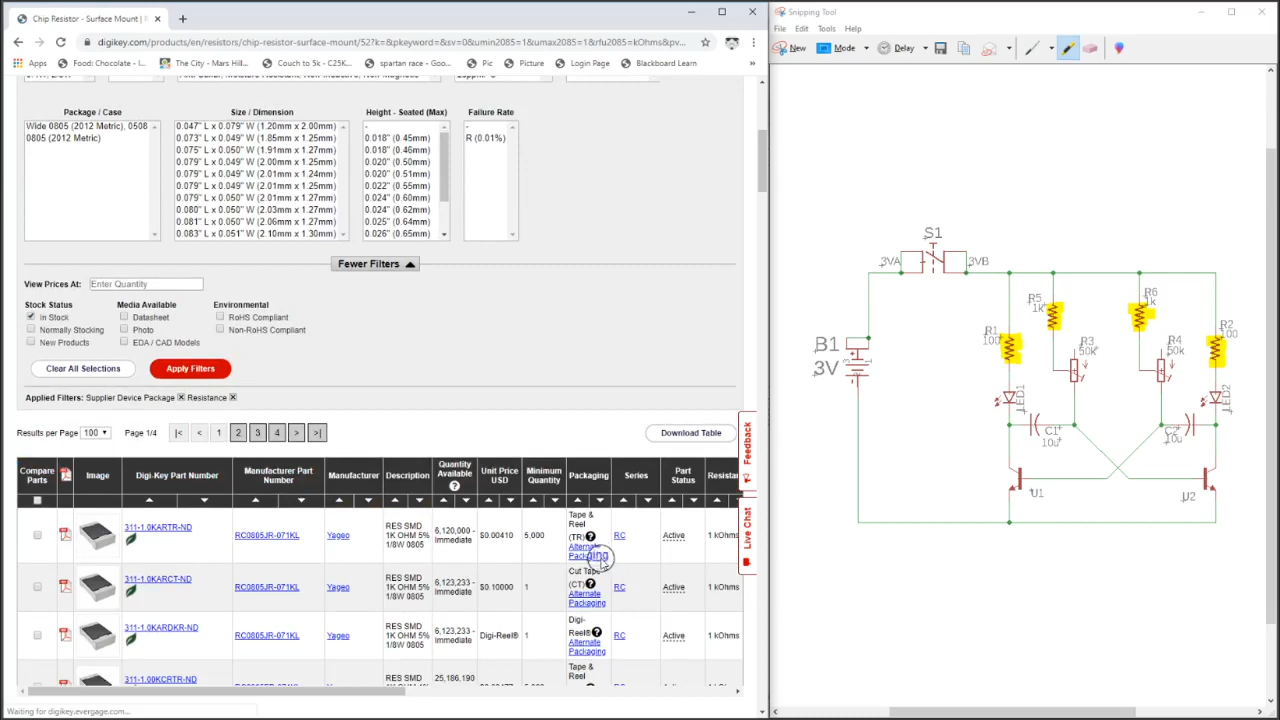 Chip Resistor - Surface Mount | R
digikey.com/products/en/resistors/chip-resistor-surface-mount/52?k=&pkeyword=&sv=0&umin2085=1&umax2085=1&rfu2085=kOhms&pv...
Apps
Food: Chocolate - I...
The City - Mars Hill...
Couch to 5k - C25K...
spartan race - Goo...
Pic
Picture
Login Page
Blackboard Learn
»
Package / Case
Size / Dimension
Height - Seated (Max)
Failure Rate
Wide 0805 (2012 Metric), 0508
0805 (2012 Metric)
0.047" L x 0.079" W (1.20mm x 2.00mm)
0.073" L x 0.049" W (1.85mm x 1.25mm)
0.075" L x 0.050" W (1.91mm x 1.27mm)
0.079" L x 0.049" W (2.00mm x 1.25mm)
0.079" L x 0.049" W (2.01mm x 1.24mm)
0.079" L x 0.049" W (2.01mm x 1.25mm)
0.079" L x 0.050" W (2.01mm x 1.27mm)
0.080" L x 0.050" W (2.03mm x 1.27mm)
0.081" L x 0.050" W (2.06mm x 1.27mm)
0.083" L x 0.051" W (2.10mm x 1.30mm)
-
0.018" (0.45mm)
0.018" (0.46mm)
0.020" (0.50mm)
0.020" (0.51mm)
0.022" (0.55mm)
0.024" (0.60mm)
0.024" (0.62mm)
0.025" (0.64mm)
0.026" (0.65mm)
-
R (0.01%)
Fewer Filters
View Prices At:
Enter Quantity
Stock Status
Media Available
Environmental
In Stock
Datasheet
RoHS Compliant
Normally Stocking
Photo
Non-RoHS Compliant
New Products
EDA / CAD Models
Clear All Selections
Apply Filters
Applied Filters: Supplier Device Package Resistance
Results per Page 100
Page 1/4 |< < 1 2 3 4 > >|
Download Table
Feedback
Live Chat
Compare Parts
Image
Digi-Key Part Number
Manufacturer Part Number
Manufacturer
Description
Quantity Available
Unit Price USD
Minimum Quantity
Packaging
Series
Part Status
Resistan
311-1.0KARTR-ND
RC0805JR-071KL
Yageo
RES SMD 1K OHM 5% 1/8W 0805
6,120,000 - Immediate
$0.00410
5,000
Tape & Reel (TR)
Alternate Packaging
RC
Active
1 kOhms
311-1.0KARCT-ND
RC0805JR-071KL
Yageo
RES SMD 1K OHM 5% 1/8W 0805
6,123,233 - Immediate
$0.10000
1
Cut Tape (CT)
Alternate Packaging
RC
Active
1 kOhms
311-1.0KARDKR-ND
RC0805JR-071KL
Yageo
RES SMD 1K OHM 5% 1/8W 0805
6,123,233 - Immediate
Digi-Reel®
1
Digi-Reel®
Alternate Packaging
RC
Active
1 kOhms
311-1.00KCRTR-ND
RES SMD
25,186,190
Tape & Reel
Waiting for digikey.evergage.com...
Snipping Tool
File Edit Tools Help
New
Mode
Delay
S1
3VA
3VB
B1
3V
R5
1k
R6
1k
R1
100
R2
100
R3
50k
R4
50k
LED1
LED2
C1
10u
C2
10u
U1
U2